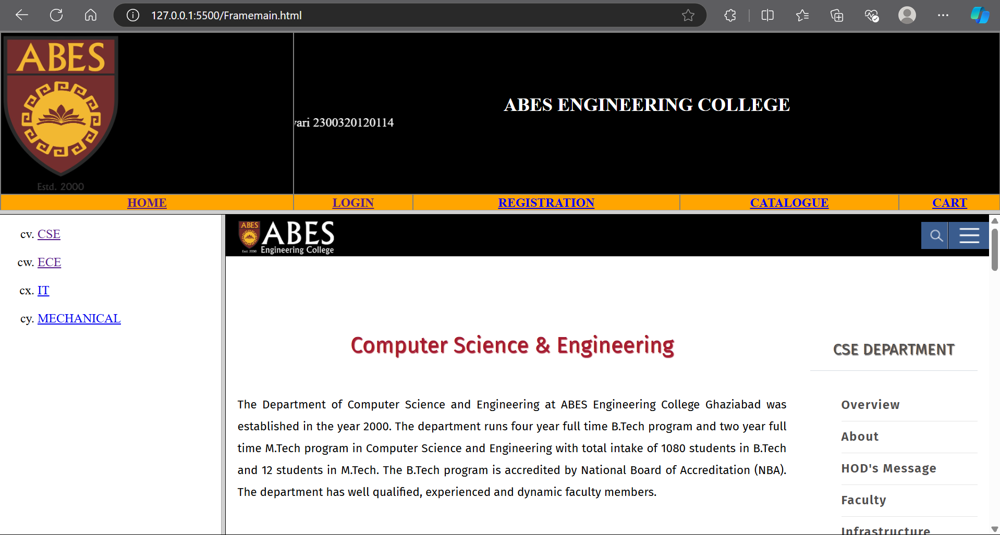 127.0.0.1:5500/Framemain.html
ABES
Estd. 2000
ABES ENGINEERING COLLEGE
2300320120114
HOME LOGIN REGISTRATION CATALOGUE CART
cv. CSE
cw. ECE
cx. IT
cy. MECHANICAL
ABES
Estd. 2000
ABES
Engineering College
Computer Science & Engineering
The Department of Computer Science and Engineering at ABES Engineering College Ghaziabad was
established in the year 2000. The department runs four year full time B.Tech program and two year full
time M.Tech program in Computer Science and Engineering with total intake of 1080 students in B.Tech
and 12 students in M.Tech. The B.Tech program is accredited by National Board of Accreditation (NBA).
The department has well qualified, experienced and dynamic faculty members.
CSE DEPARTMENT
Overview
About
HOD's Message
Faculty
Infrastructure